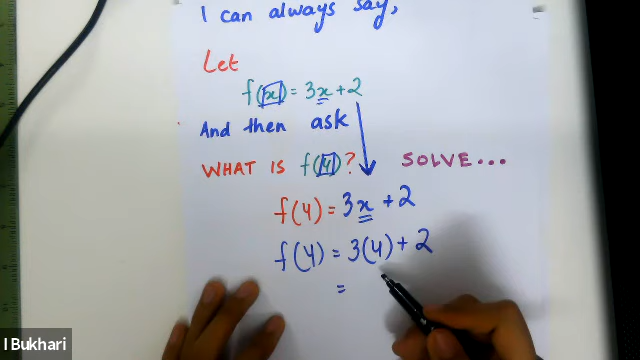 I can always say,
Let
f(x) = 3x + 2
And then ask
WHAT IS f(4)? SOLVE...
f(4) = 3x + 2
f(4) = 3(4) + 2
=
I Bukhari